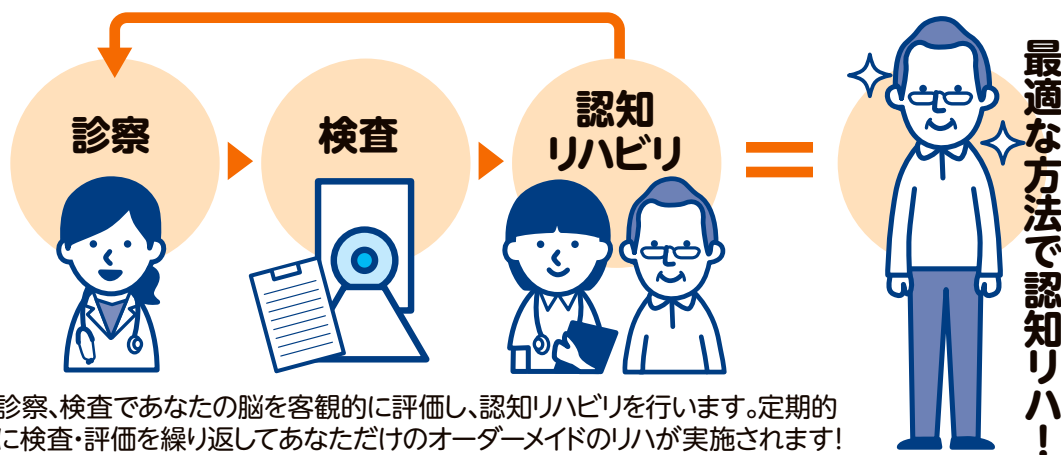 診察
検査
認知
リハビリ
最適な方法で認知リハ!
診察、検査であなたの脳を客観的に評価し、認知リハビリを行います。定期的
に検査・評価を繰り返してあなただけのオーダーメイドのリハが実施されます!